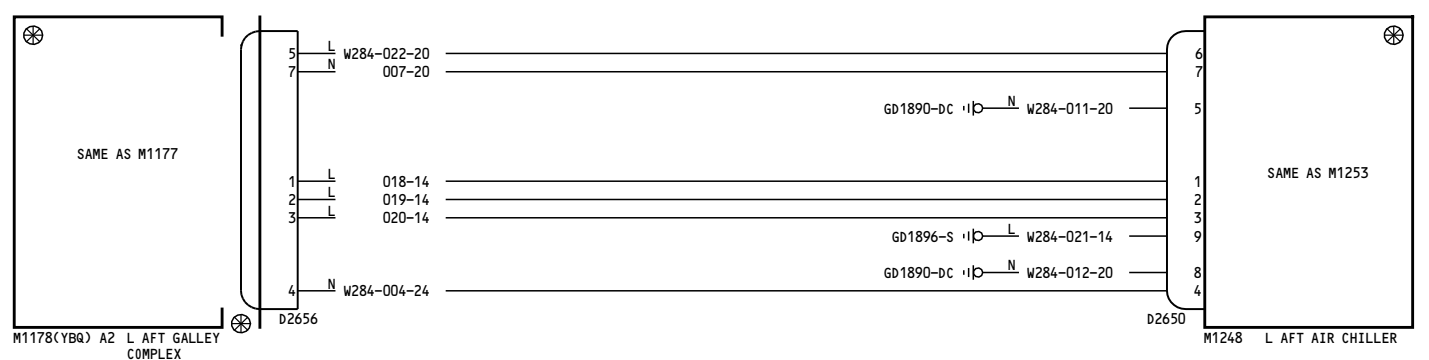 5 L W284-022-20 6
7 N 007-20 7
GD1890-DC N W284-011-20 5
SAME AS M1177
SAME AS M1253
1 L 018-14 1
2 L 019-14 2
3 L 020-14 3
GD1896-S L W284-021-14 9
GD1890-DC N W284-012-20 8
4 N W284-004-24 4
D2656
D2650
M1178(YBQ) A2 L AFT GALLEY
COMPLEX
M1248 L AFT AIR CHILLER